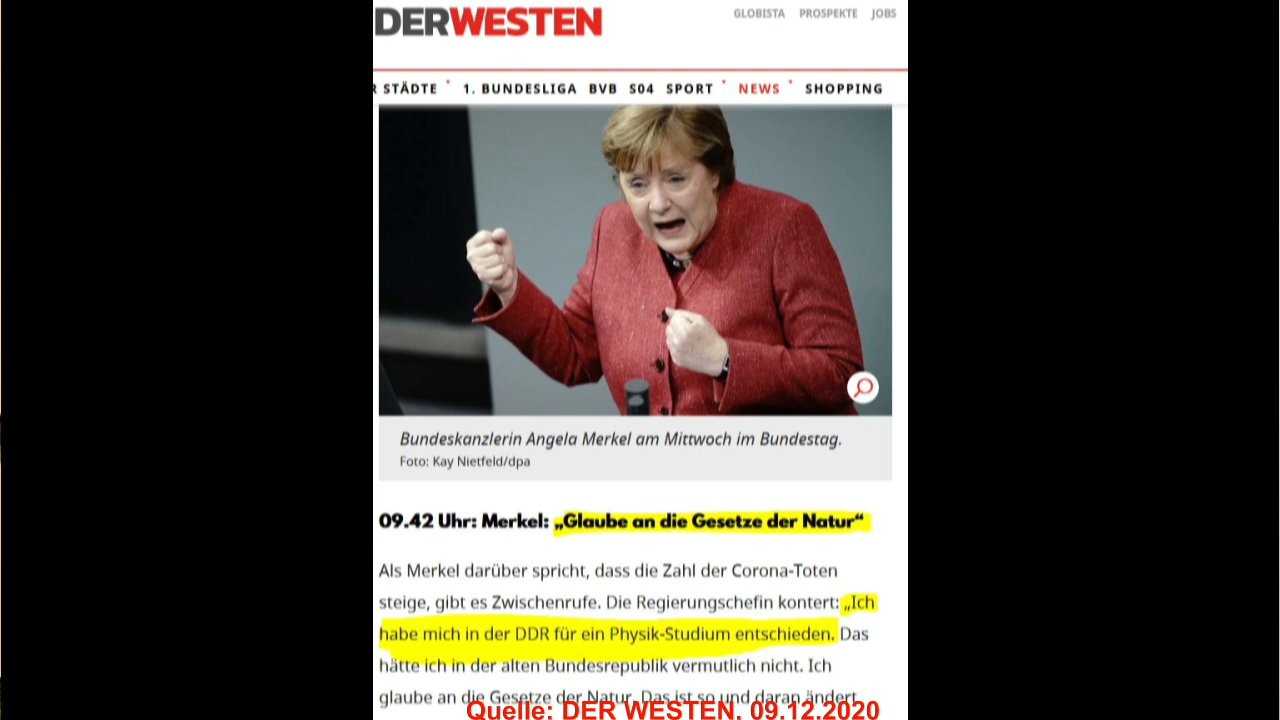 DERWESTEN
GLOBISTA PROSPEKTE JOBS
R STÄDTE 1. BUNDESLIGA BVB S04 SPORT NEWS SHOPPING
Bundeskanzlerin Angela Merkel am Mittwoch im Bundestag.
Foto: Kay Nietfeld/dpa
09.42 Uhr: Merkel: „Glaube an die Gesetze der Natur“
Als Merkel darüber spricht, dass die Zahl der Corona-Toten
steige, gibt es Zwischenrufe. Die Regierungschefin kontert: „Ich
habe mich in der DDR für ein Physik-Studium entschieden. Das
hätte ich in der alten Bundesrepublik vermutlich nicht. Ich
glaube an die Gesetze der Natur. Das ist so und daran ändert
Quelle: DER WESTEN, 09.12.2020